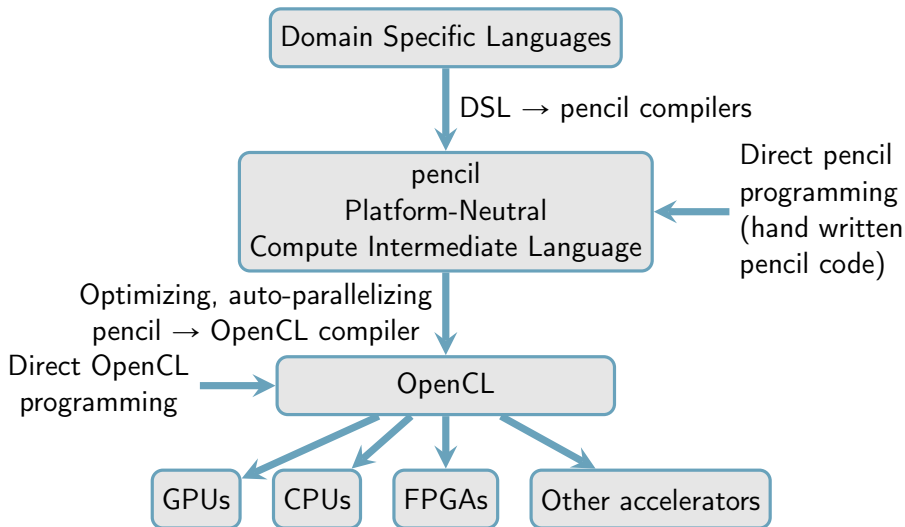 Domain Specific Languages
DSL → pencil compilers
pencil
Platform-Neutral
Compute Intermediate Language
Direct pencil
programming
(hand written
pencil code)
Optimizing, auto-parallelizing
pencil → OpenCL compiler
Direct OpenCL
programming
OpenCL
GPUs
CPUs
FPGAs
Other accelerators